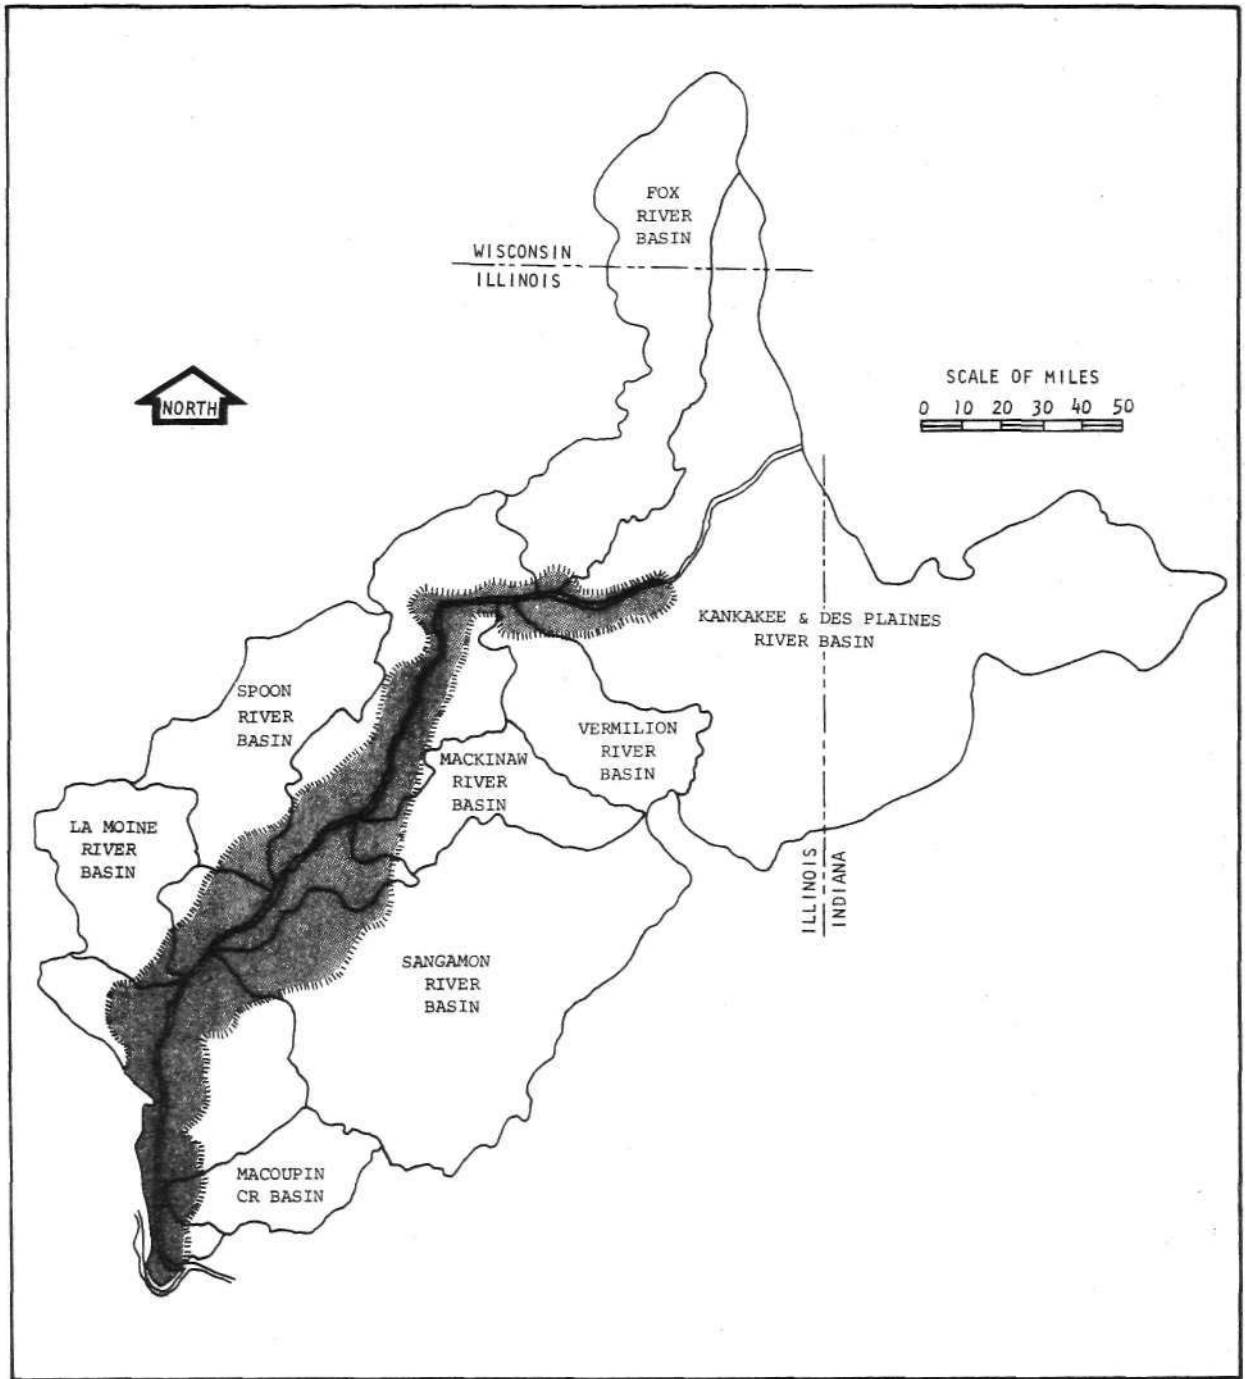 FOX
RIVER
BASIN
WISCONSIN
ILLINOIS
NORTH
SCALE OF MILES
0 10 20 30 40 50
KANKAKEE & DES PLAINES
RIVER BASIN
SPOON
RIVER
BASIN
VERMILION
RIVER
BASIN
MACKINAW
RIVER
BASIN
LA MOINE
RIVER
BASIN
ILLINOIS
INDIANA
SANGAMON
RIVER
BASIN
MACOUPIN
CR BASIN